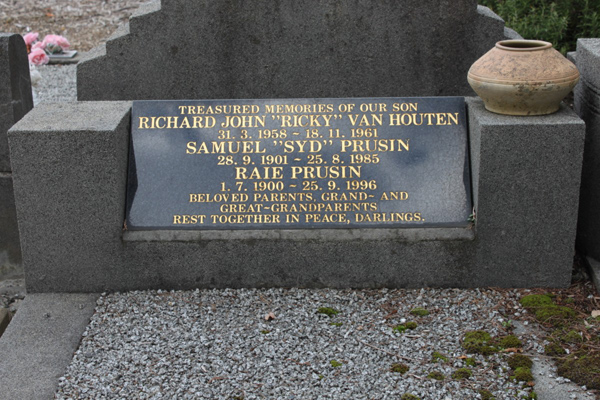 TREASURED MEMORIES OF OUR SON
RICHARD JOHN "RICKY" VAN HOUTEN
31. 3. 1958 ~ 18. 11. 1961
SAMUEL "SYD" PRUSIN
28. 9. 1901 ~ 25. 8. 1985
RAIE PRUSIN
1. 7. 1900 ~ 25. 9. 1996
BELOVED PARENTS, GRAND~ AND
GREAT~GRANDPARENTS
REST TOGETHER IN PEACE, DARLINGS.